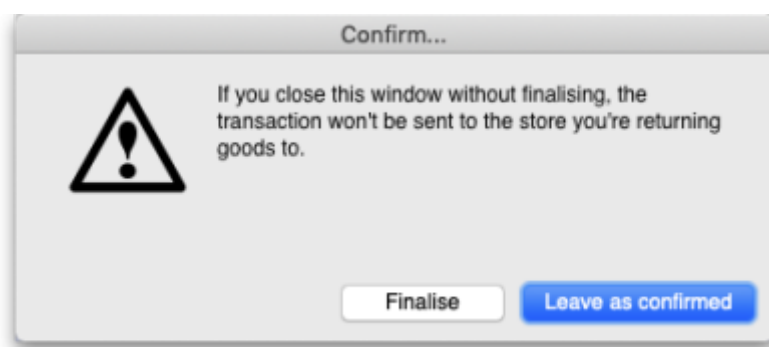 Confirm...
If you close this window without finalising, the
transaction won't be sent to the store you're returning
goods to.
Finalise
Leave as confirmed